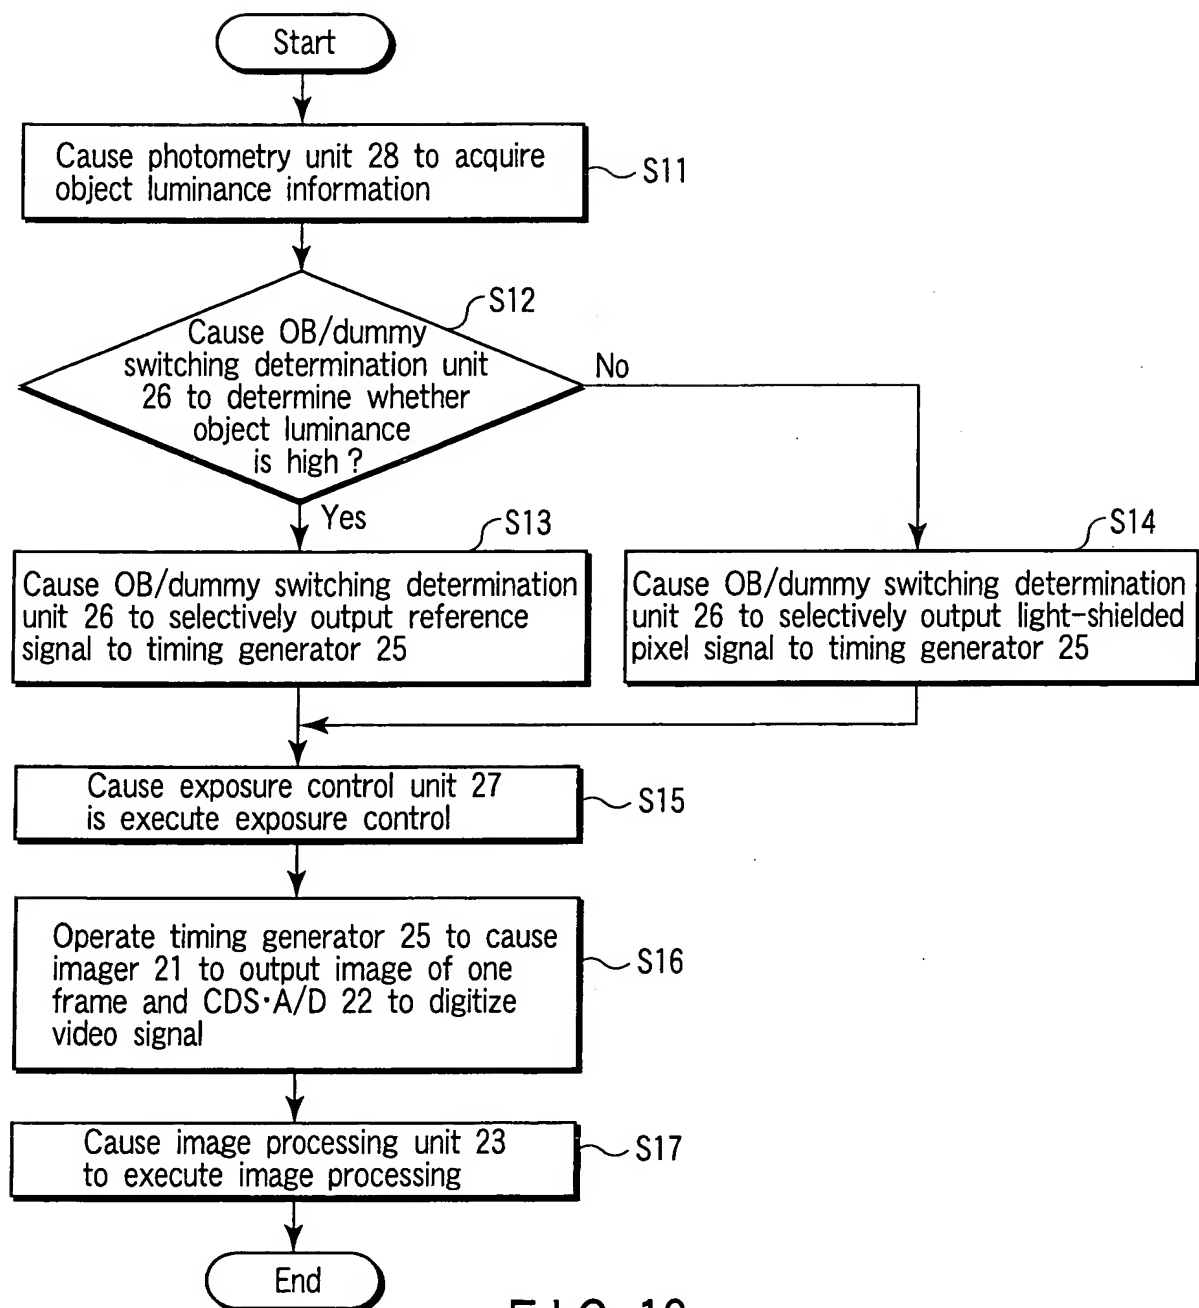 Start
Cause photometry unit 28 to acquire
object luminance information
S11
S12
Cause OB/dummy
switching determination unit
26 to determine whether
object luminance
is high ?
No
Yes
S13
S14
Cause OB/dummy switching determination
unit 26 to selectively output reference
signal to timing generator 25
Cause OB/dummy switching determination
unit 26 to selectively output light-shielded
pixel signal to timing generator 25
Cause exposure control unit 27
is execute exposure control
S15
Operate timing generator 25 to cause
imager 21 to output image of one
frame and CDS·A/D 22 to digitize
video signal
S16
Cause image processing unit 23
to execute image processing
S17
End